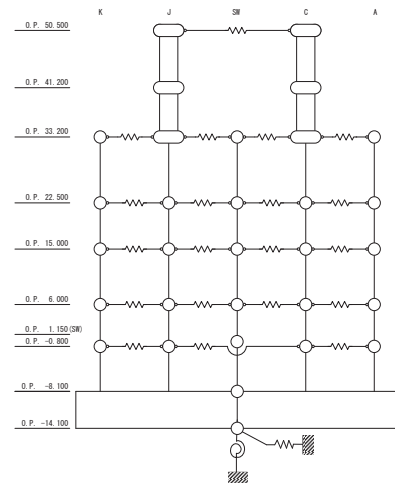 K J SW C A
O.P. 50.500
O.P. 41.200
O.P. 33.200
O.P. 22.500
O.P. 15.000
O.P. 6.000
O.P. 1.150(SW)
O.P. -0.800
O.P. -8.100
O.P. -14.100